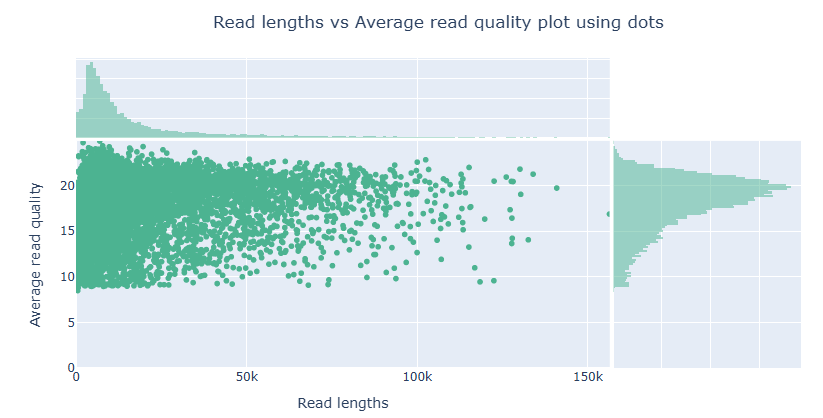 Read lengths vs Average read quality plot using dots
Average read quality
20
15
10
5
0
0
50k
100k
150k
Read lengths